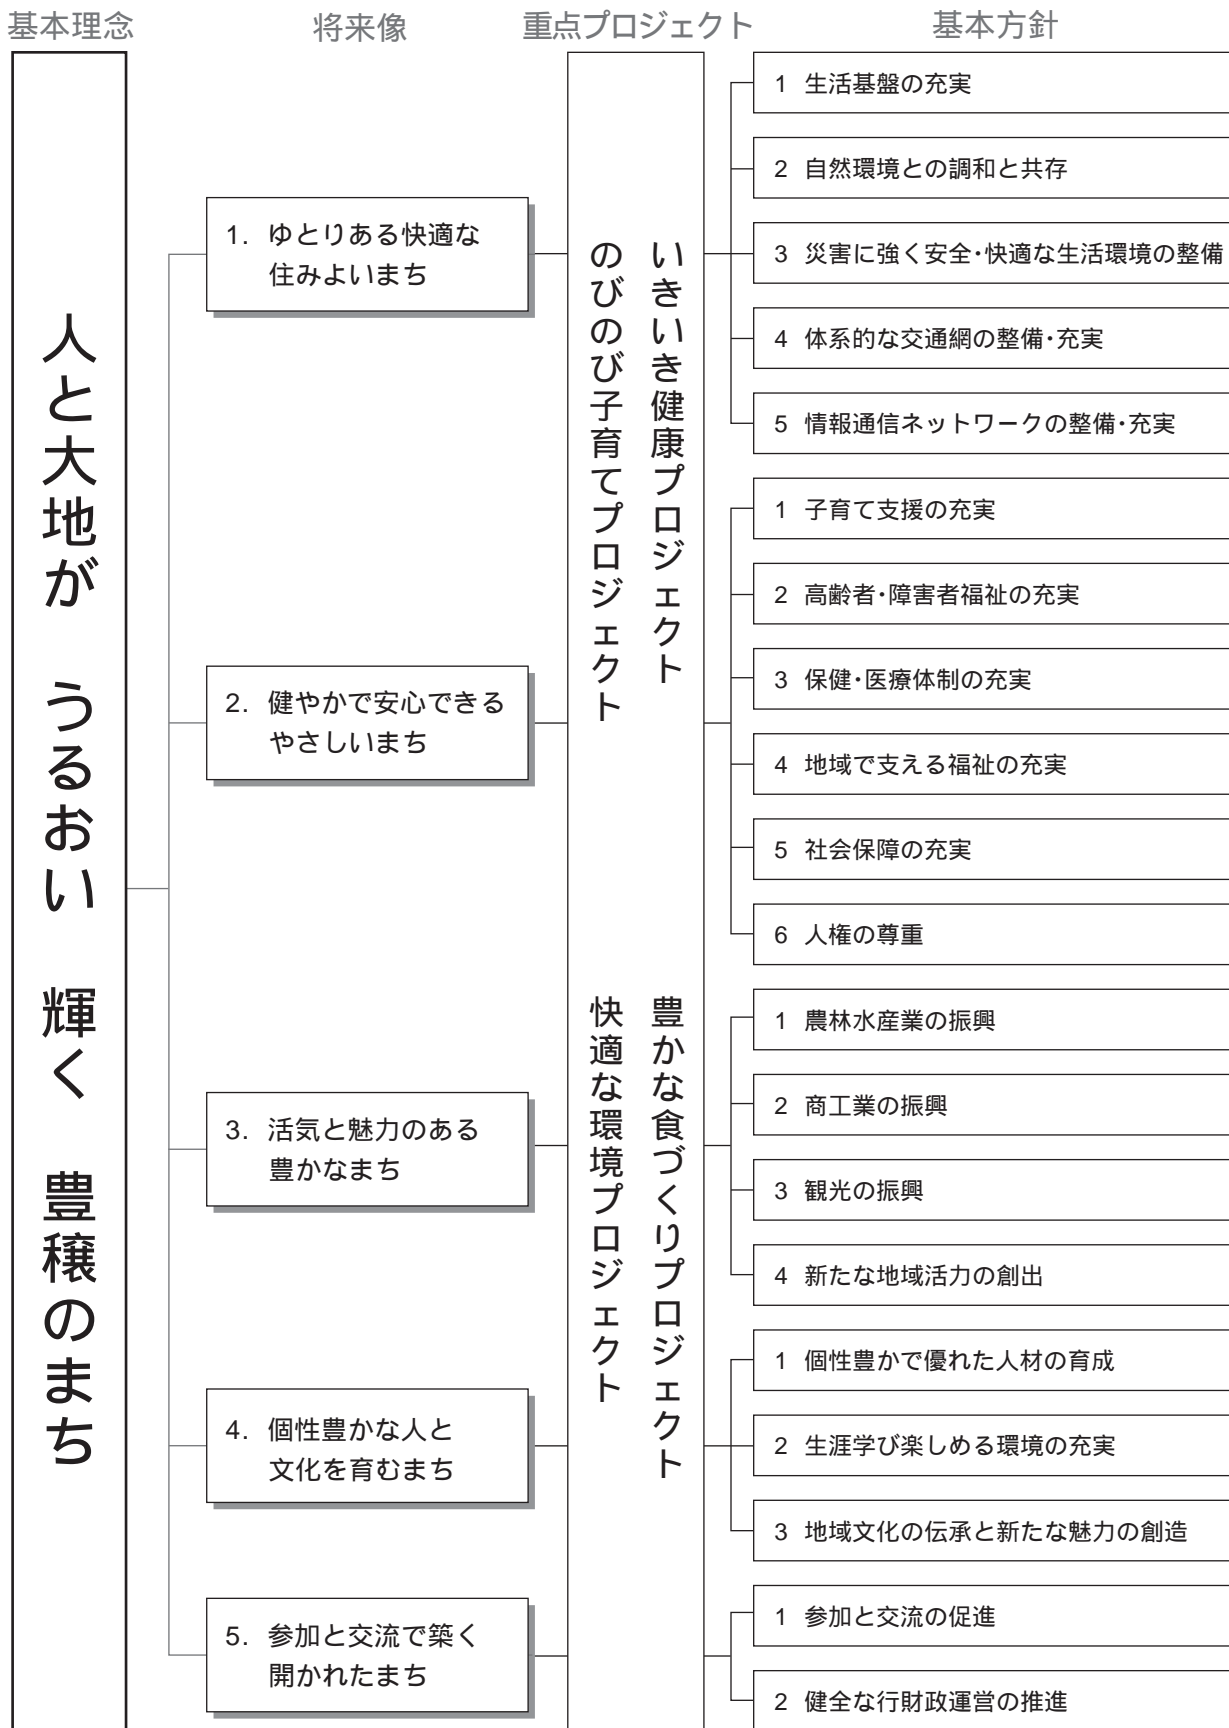 基本理念
将来像
重点プロジェクト
基本方針
人と大地が うるおい 輝く 豊穣のまち
1. ゆとりある快適な
住みよいまち
2. 健やかで安心できる
やさしいまち
3. 活気と魅力のある
豊かなまち
4. 個性豊かな人と
文化を育むまち
5. 参加と交流で築く
開かれたまち
いきいき健康プロジェクト
のびのび子育てプロジェクト
豊かな食づくりプロジェクト
快適な環境プロジェクト
1 生活基盤の充実
2 自然環境との調和と共存
3 災害に強く安全・快適な生活環境の整備
4 体系的な交通網の整備・充実
5 情報通信ネットワークの整備・充実
1 子育て支援の充実
2 高齢者・障害者福祉の充実
3 保健・医療体制の充実
4 地域で支える福祉の充実
5 社会保障の充実
6 人権の尊重
1 農林水産業の振興
2 商工業の振興
3 観光の振興
4 新たな地域活力の創出
1 個性豊かで優れた人材の育成
2 生涯学び楽しめる環境の充実
3 地域文化の伝承と新たな魅力の創造
1 参加と交流の促進
2 健全な行財政運営の推進